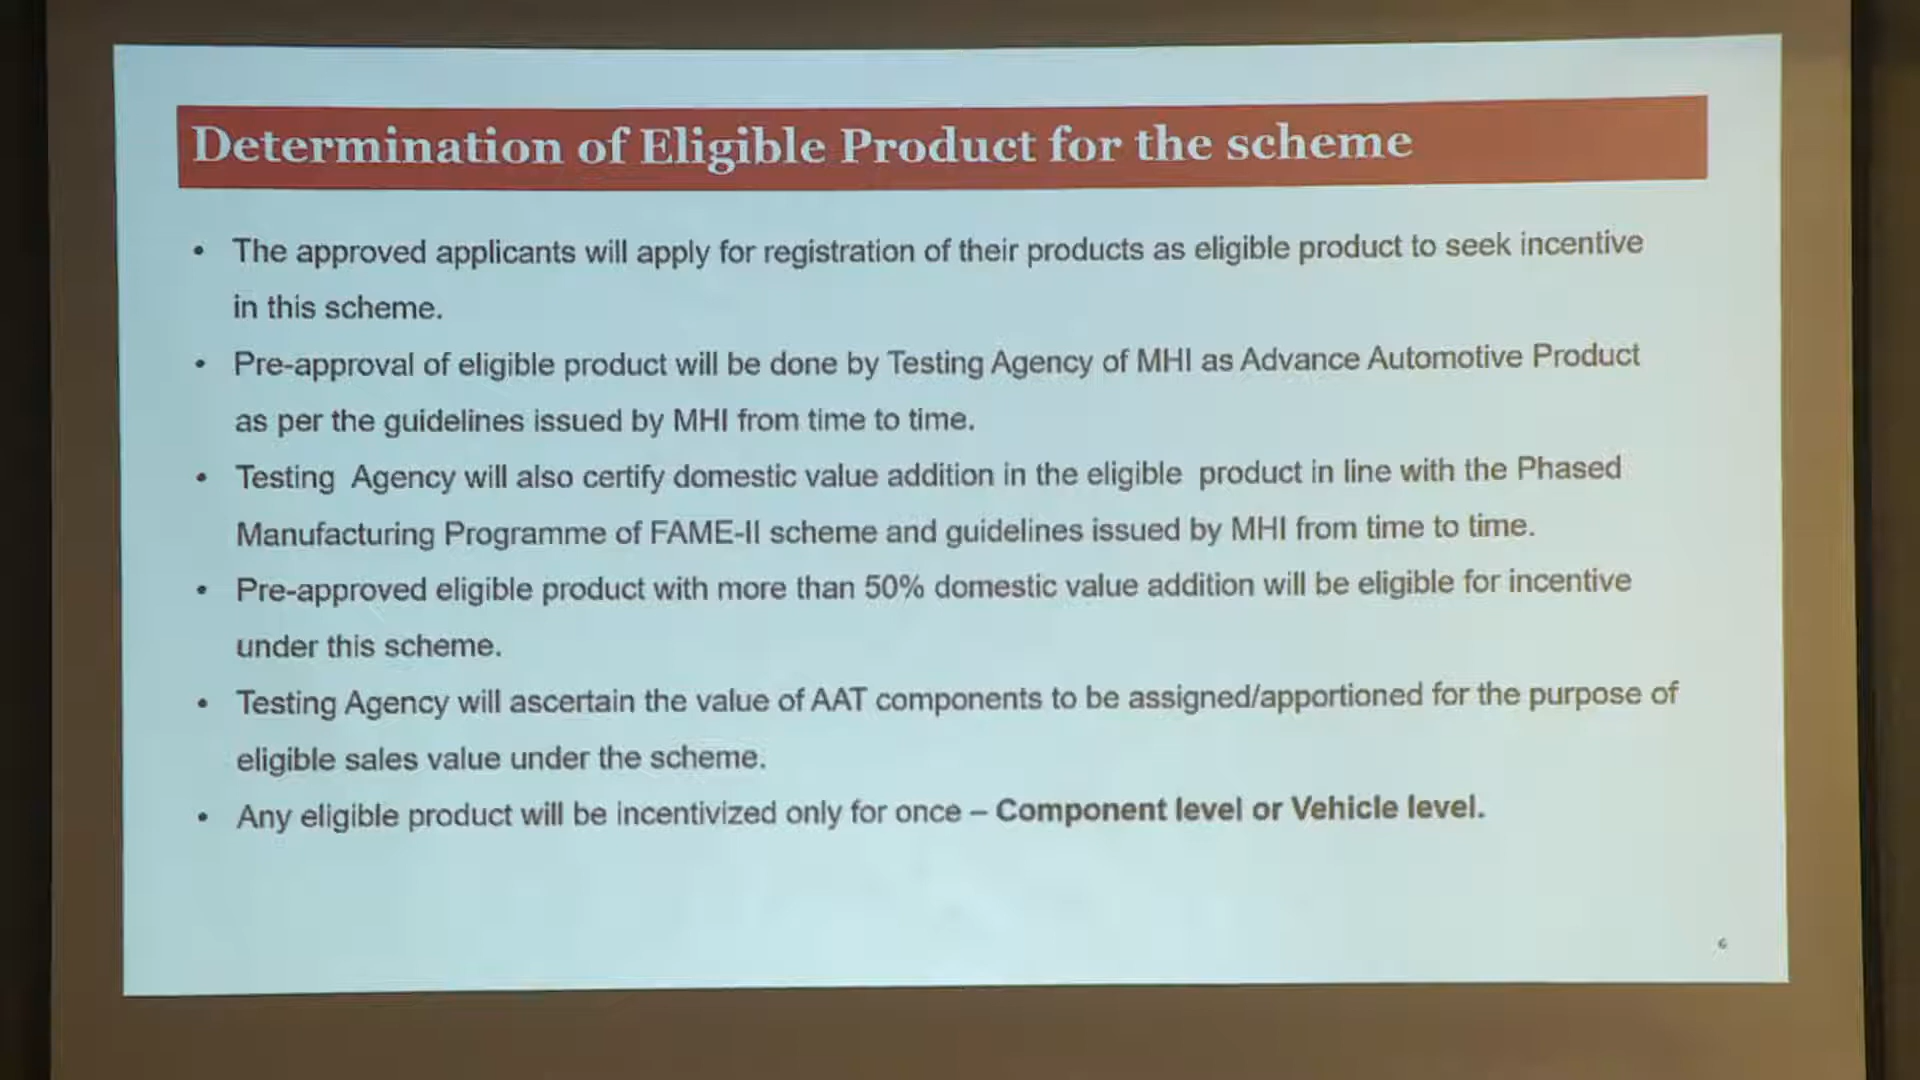 Determination of Eligible Product for the scheme
• The approved applicants will apply for registration of their products as eligible product to seek incentive
in this scheme.
• Pre-approval of eligible product will be done by Testing Agency of MHI as Advance Automotive Product
as per the guidelines issued by MHI from time to time.
• Testing Agency will also certify domestic value addition in the eligible product in line with the Phased
Manufacturing Programme of FAME-II scheme and guidelines issued by MHI from time to time.
• Pre-approved eligible product with more than 50% domestic value addition will be eligible for incentive
under this scheme.
• Testing Agency will ascertain the value of AAT components to be assigned/apportioned for the purpose of
eligible sales value under the scheme.
• Any eligible product will be incentivized only for once – Component level or Vehicle level.
6